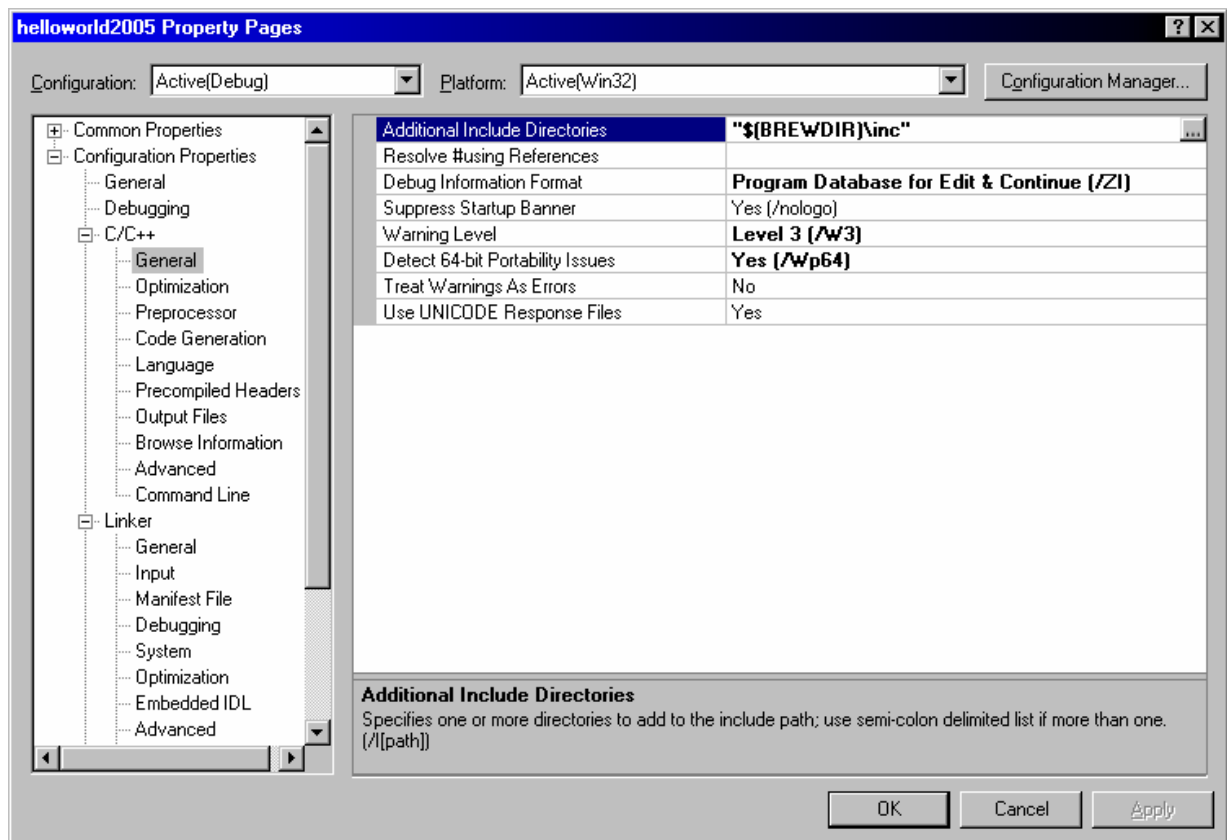 helloworld2005 Property Pages
Configuration: Active(Debug) Platform: Active(Win32) Configuration Manager...
Common Properties
Configuration Properties
General
Debugging
C/C++
General
Optimization
Preprocessor
Code Generation
Language
Precompiled Headers
Output Files
Browse Information
Advanced
Command Line
Linker
General
Input
Manifest File
Debugging
System
Optimization
Embedded IDL
Advanced
Additional Include Directories "$(BREWDIR)\inc" ...
Resolve #using References
Debug Information Format Program Database for Edit & Continue (/ZI)
Suppress Startup Banner Yes (/nologo)
Warning Level Level 3 (/W3)
Detect 64-bit Portability Issues Yes (/Wp64)
Treat Warnings As Errors No
Use UNICODE Response Files Yes
Additional Include Directories
Specifies one or more directories to add to the include path; use semi-colon delimited list if more than one.
(/I[path])
OK Cancel Apply